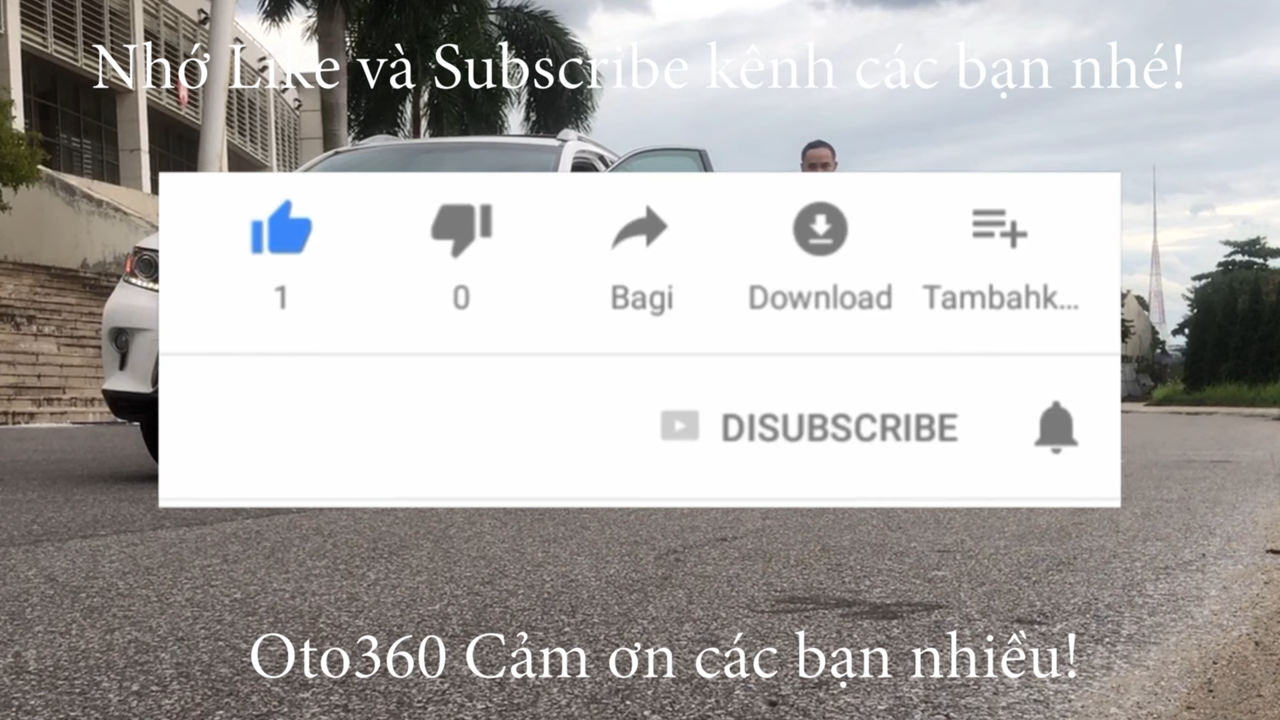 Nhớ Like và Subscribe kênh các bạn nhé!
1 0 Bagi Download Tambahk...
DISUBSCRIBE
Oto360 Cảm ơn các bạn nhiều!